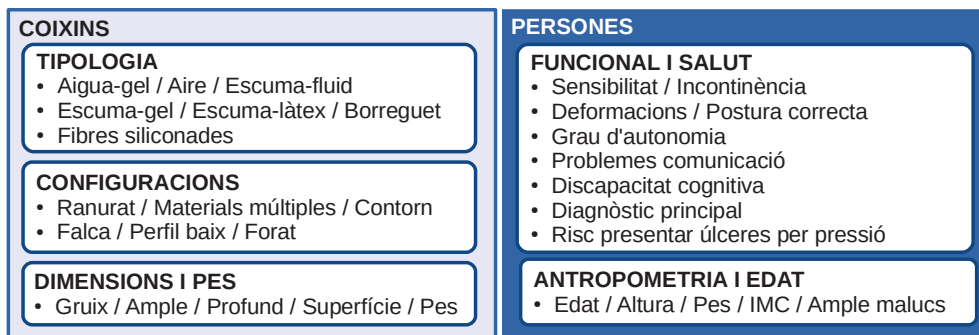 COIXINS
TIPOLOGIA
• Aigua-gel / Aire / Escuma-fluid
• Escuma-gel / Escuma-làtex / Borreguet
• Fibres siliconades
CONFIGURACIONS
• Ranurat / Materials múltiples / Contorn
• Falca / Perfil baix / Forat
DIMENSIONS I PES
• Gruix / Ample / Profund / Superfície / Pes
PERSONES
FUNCIONAL I SALUT
• Sensibilitat / Incontinència
• Deformacions / Postura correcta
• Grau d'autonomia
• Problemes comunicació
• Discapacitat cognitiva
• Diagnòstic principal
• Risc presentar úlceres per pressió
ANTROPOMETRIA I EDAT
• Edat / Altura / Pes / IMC / Ample malucs